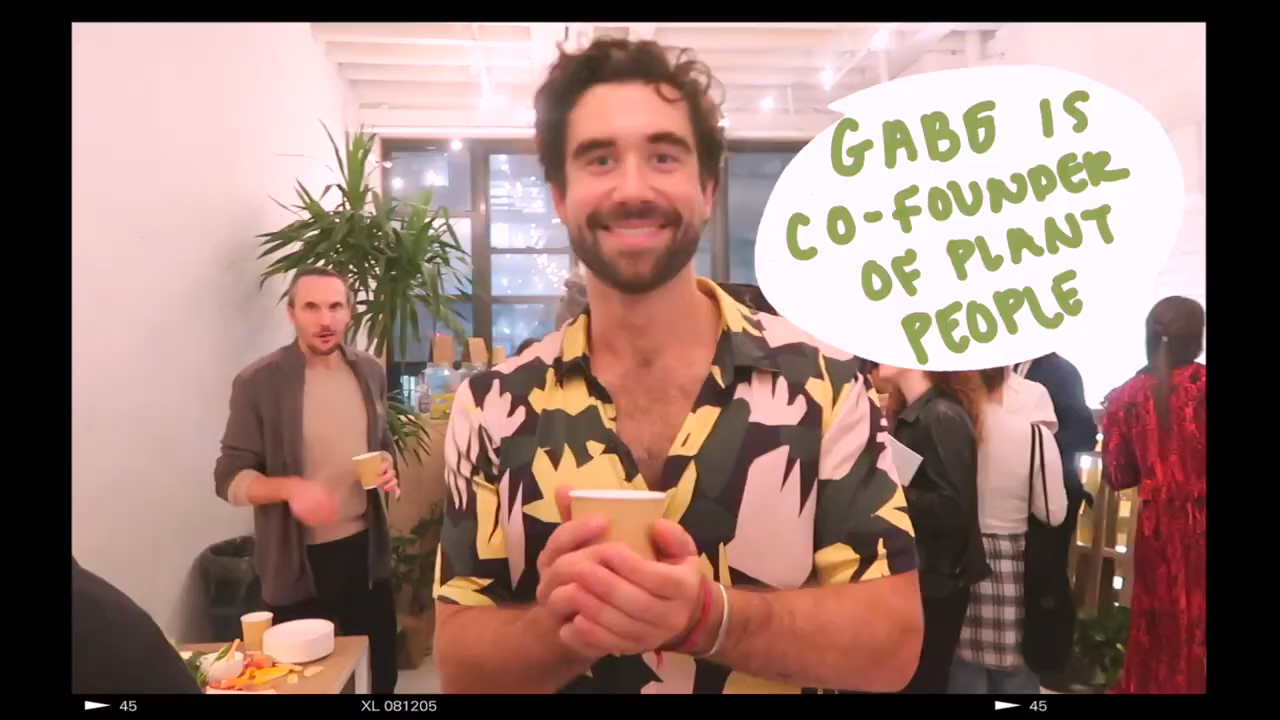 GABE IS
CO-FOUNDER
OF PLANT
PEOPLE
45
XL 081205
45